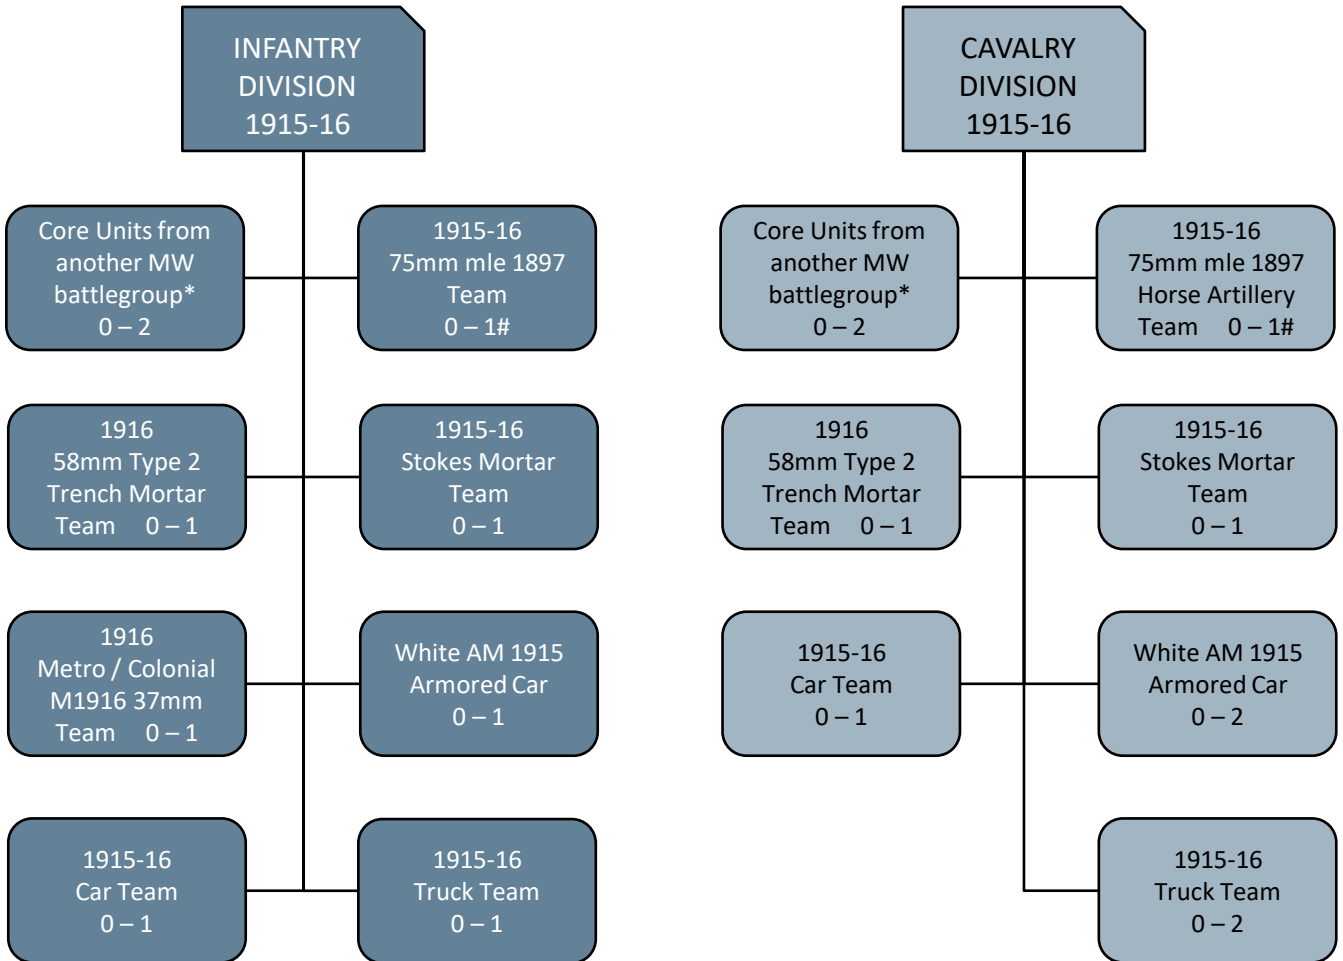 INFANTRY
DIVISION
1915-16
Core Units from
another MW
battlegroup*
0 – 2
1915-16
75mm mle 1897
Team
0 – 1#
1916
58mm Type 2
Trench Mortar
Team 0 – 1
1915-16
Stokes Mortar
Team
0 – 1
1916
Metro / Colonial
M1916 37mm
Team 0 – 1
White AM 1915
Armored Car
0 – 1
1915-16
Car Team
0 – 1
1915-16
Truck Team
0 – 1
CAVALRY
DIVISION
1915-16
Core Units from
another MW
battlegroup*
0 – 2
1915-16
75mm mle 1897
Horse Artillery
Team 0 – 1#
1916
58mm Type 2
Trench Mortar
Team 0 – 1
1915-16
Stokes Mortar
Team
0 – 1
1915-16
Car Team
0 – 1
White AM 1915
Armored Car
0 – 2
1915-16
Truck Team
0 – 2